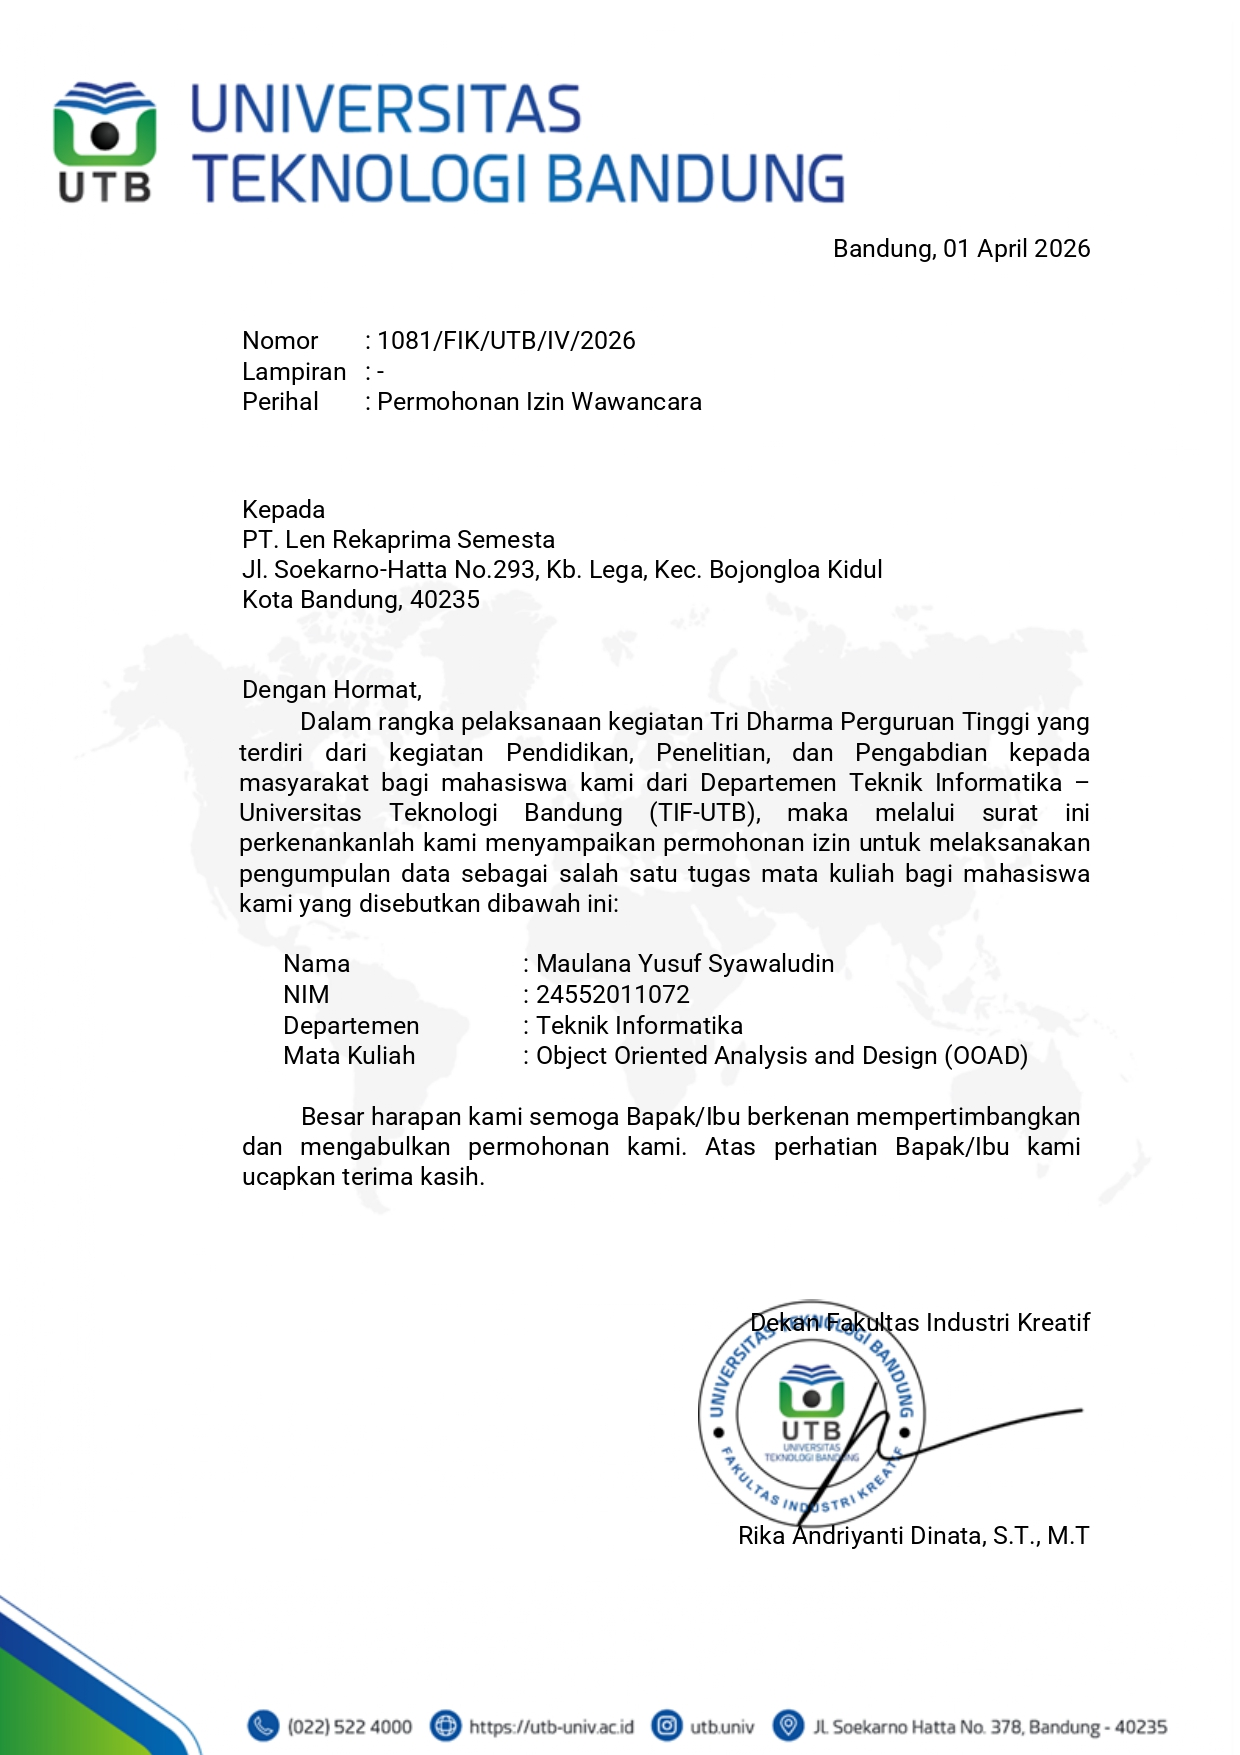 UTB
UNIVERSITAS
TEKNOLOGI BANDUNG
Bandung, 01 April 2026
Nomor : 1081/FIK/UTB/IV/2026
Lampiran : -
Perihal : Permohonan Izin Wawancara
Kepada
PT. Len Rekaprima Semesta
Jl. Soekarno-Hatta No.293, Kb. Lega, Kec. Bojongloa Kidul
Kota Bandung, 40235
Dengan Hormat,
Dalam rangka pelaksanaan kegiatan Tri Dharma Perguruan Tinggi yang
terdiri dari kegiatan Pendidikan, Penelitian, dan Pengabdian kepada
masyarakat bagi mahasiswa kami dari Departemen Teknik Informatika –
Universitas Teknologi Bandung (TIF-UTB), maka melalui surat ini
perkenankanlah kami menyampaikan permohonan izin untuk melaksanakan
pengumpulan data sebagai salah satu tugas mata kuliah bagi mahasiswa
kami yang disebutkan dibawah ini:
Nama : Maulana Yusuf Syawaludin
NIM : 24552011072
Departemen : Teknik Informatika
Mata Kuliah : Object Oriented Analysis and Design (OOAD)
Besar harapan kami semoga Bapak/Ibu berkenan mempertimbangkan
dan mengabulkan permohonan kami. Atas perhatian Bapak/Ibu kami
ucapkan terima kasih.
Dekan Fakultas Industri Kreatif
UNIVERSITAS TEKNOLOGI BANDUNG
UTB
UNIVERSITAS
TEKNOLOGI BANDUNG
FAKULTAS INDUSTRI KREATIF
Rika Andriyanti Dinata, S.T., M.T
(022) 522 4000 https://utb-univ.ac.id utb.univ Jl. Soekarno Hatta No. 378, Bandung - 40235